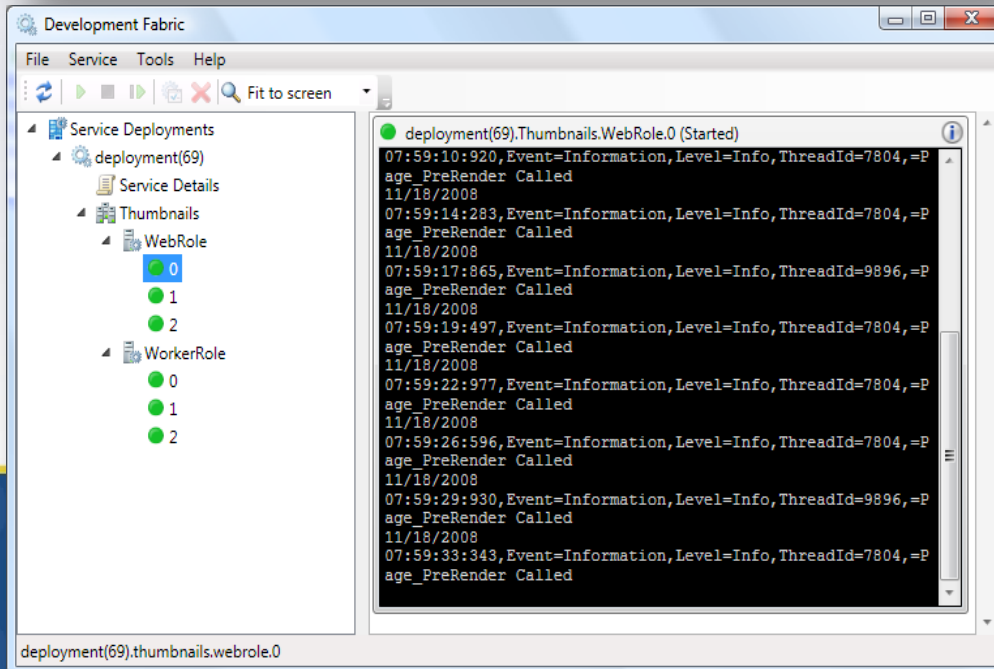 Development Fabric
File Service Tools Help
Fit to screen
Service Deployments
deployment(69)
Service Details
Thumbnails
WebRole
0
1
2
WorkerRole
0
1
2
deployment(69).Thumbnails.WebRole.0 (Started)
07:59:10:920,Event=Information,Level=Info,ThreadId=7804,=P
age_PreRender Called
11/18/2008
07:59:14:283,Event=Information,Level=Info,ThreadId=7804,=P
age_PreRender Called
11/18/2008
07:59:17:865,Event=Information,Level=Info,ThreadId=9896,=P
age_PreRender Called
11/18/2008
07:59:19:497,Event=Information,Level=Info,ThreadId=7804,=P
age_PreRender Called
11/18/2008
07:59:22:977,Event=Information,Level=Info,ThreadId=7804,=P
age_PreRender Called
11/18/2008
07:59:26:596,Event=Information,Level=Info,ThreadId=7804,=P
age_PreRender Called
11/18/2008
07:59:29:930,Event=Information,Level=Info,ThreadId=9896,=P
age_PreRender Called
11/18/2008
07:59:33:343,Event=Information,Level=Info,ThreadId=7804,=P
age_PreRender Called
deployment(69).thumbnails.webrole.0